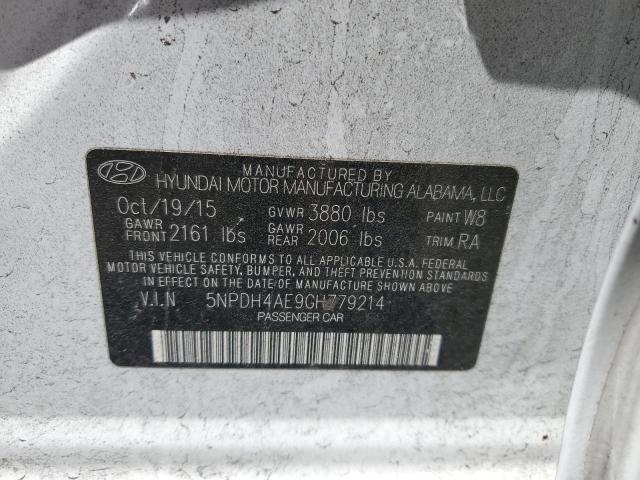 MANUFACTURED BY
HYUNDAI MOTOR MANUFACTURING ALABAMA, LLC
Oct/19/15 GVWR 3880 lbs PAINT W8
GAWR FRONT 2161 lbs GAWR REAR 2006 lbs TRIM RA
THIS VEHICLE CONFORMS TO ALL APPLICABLE U.S.A. FEDERAL
MOTOR VEHICLE SAFETY, BUMPER, AND THEFT PREVENTION STANDARDS
IN EFFECT ON THE DATE OF MANUFACTURE SHOWN ABOVE.
V.I.N 5NPDH4AE9GH779214
PASSENGER CAR